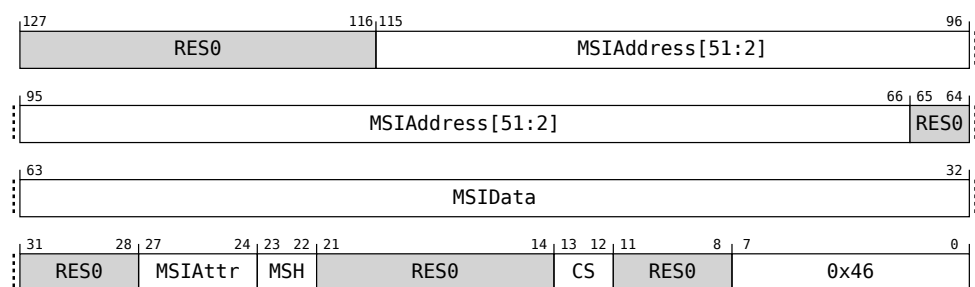 127 116 115 96
RES0 MSIAddress[51:2]
95 66 65 64
MSIAddress[51:2] RES0
63 32
MSIData
31 28 27 24 23 22 21 14 13 12 11 8 7 0
RES0 MSIAttr MSH RES0 CS RES0 0x46